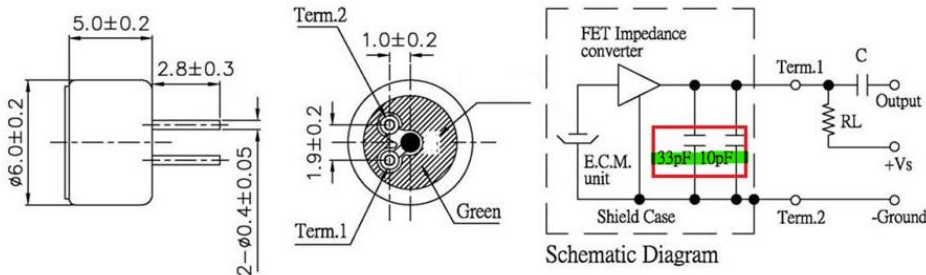 5.0±0.2
2.8±0.3
ø6.0±0.2
2-ø0.4±0.05
Term.2
1.0±0.2
1.9±0.2
Term.1
Green
FET Impedance
converter
Term.1
C
Output
RL
+Vs
33pF 10pF
E.C.M.
unit
Shield Case
Term.2
-Ground
Schematic Diagram